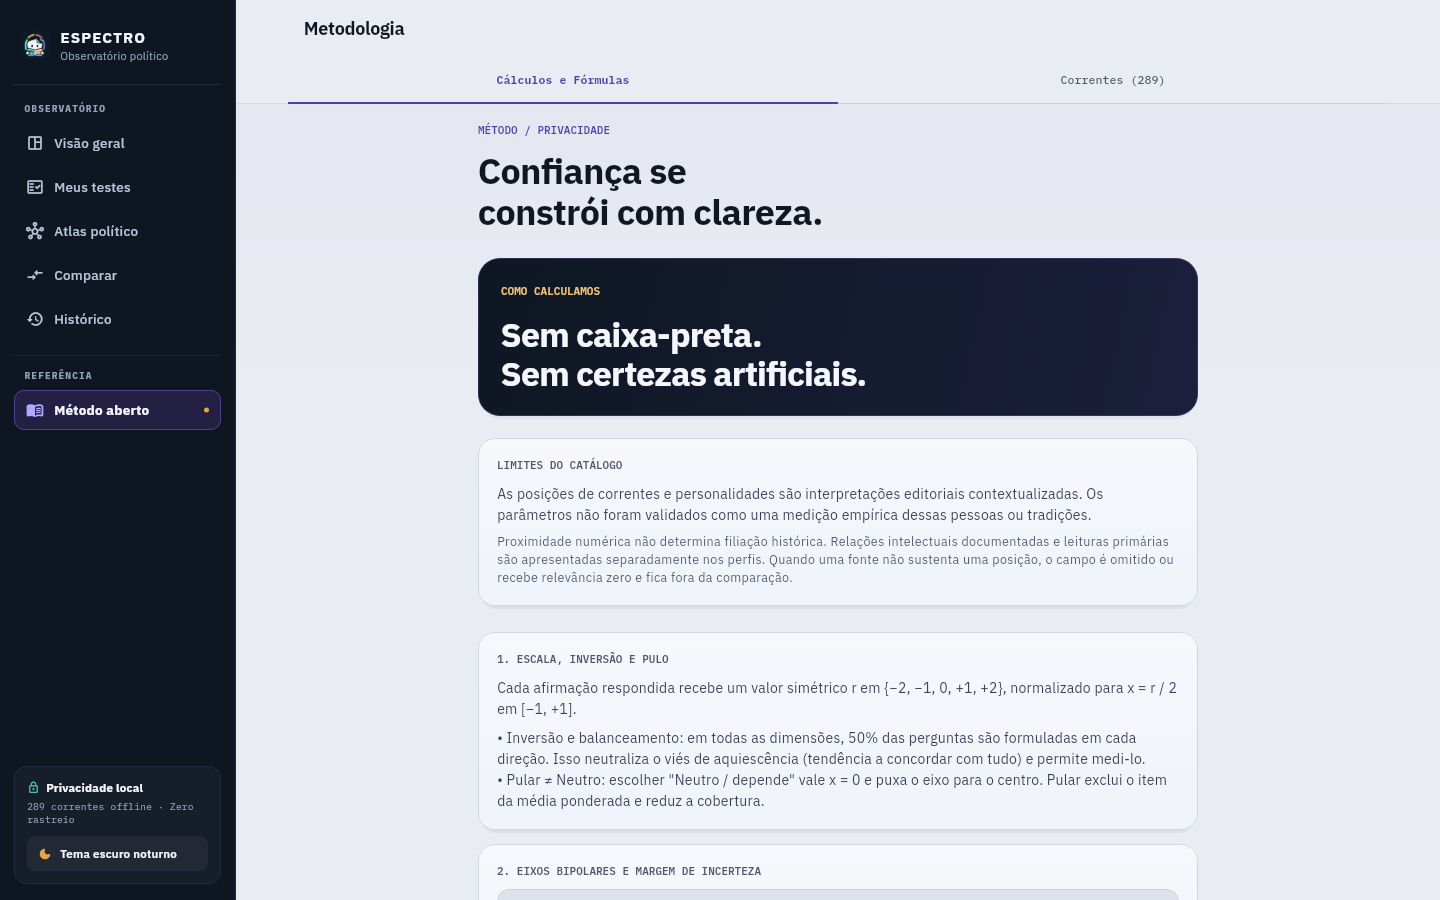 ESPECTRO
Observatório político
OBSERVATÓRIO
Visão geral
Meus testes
Atlas político
Comparar
Histórico
REFERÊNCIA
Método aberto
Privacidade local
289 correntes offline · Zero
rastreio
Tema escuro noturno
Metodologia
Cálculos e Fórmulas
Correntes (289)
MÉTODO / PRIVACIDADE
Confiança se
constrói com clareza.
COMO CALCULAMOS
Sem caixa-preta.
Sem certezas artificiais.
LIMITES DO CATÁLOGO
As posições de correntes e personalidades são interpretações editoriais contextualizadas. Os
parâmetros não foram validados como uma medição empírica dessas pessoas ou tradições.
Proximidade numérica não determina filiação histórica. Relações intelectuais documentadas e leituras primárias
são apresentadas separadamente nos perfis. Quando uma fonte não sustenta uma posição, o campo é omitido ou
recebe relevância zero e fica fora da comparação.
1. ESCALA, INVERSÃO E PULO
Cada afirmação respondida recebe um valor simétrico r em {−2, −1, 0, +1, +2}, normalizado para x = r / 2
em [−1, +1].
• Inversão e balanceamento: em todas as dimensões, 50% das perguntas são formuladas em cada
direção. Isso neutraliza o viés de aquiescência (tendência a concordar com tudo) e permite medi-lo.
• Pular ≠ Neutro: escolher "Neutro / depende" vale x = 0 e puxa o eixo para o centro. Pular exclui o item
da média ponderada e reduz a cobertura.
2. EIXOS BIPOLARES E MARGEM DE INCERTEZA